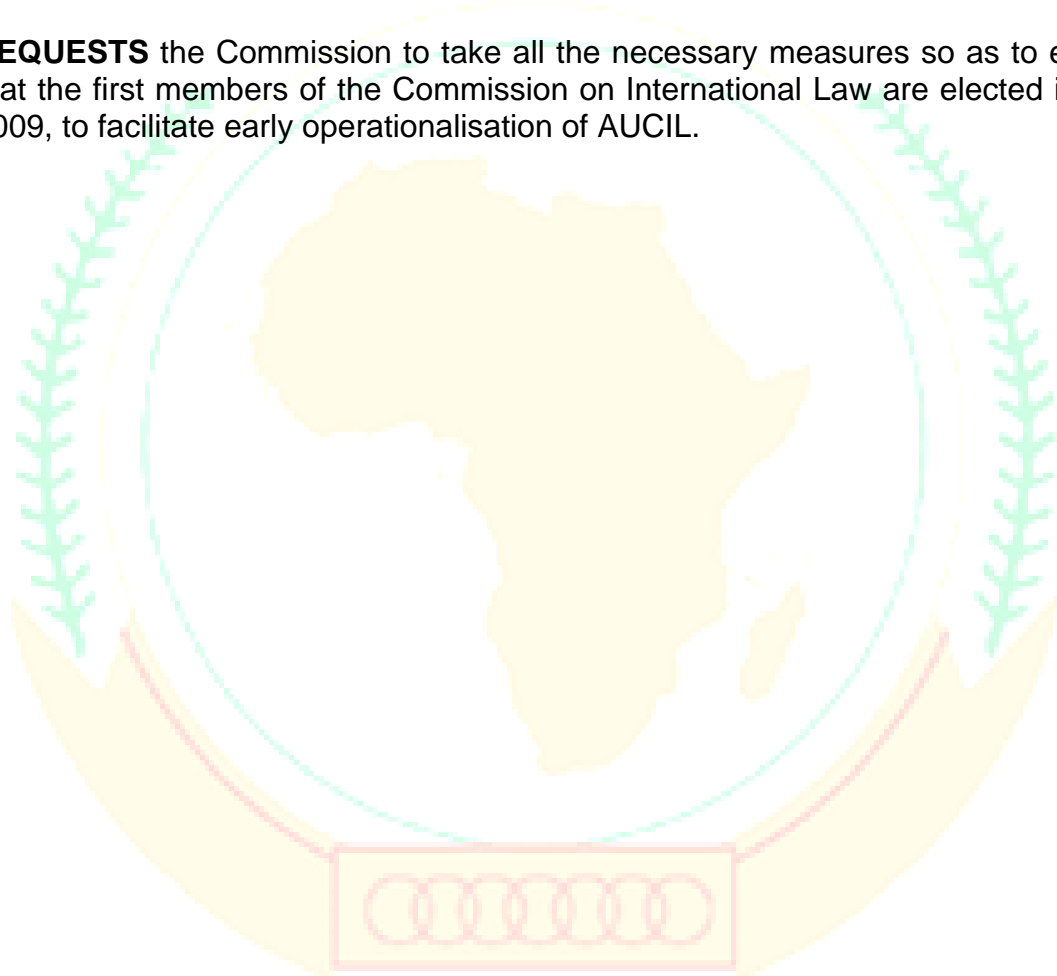 EQUESTS the Commission to take all the necessary measures so as to e
at the first members of the Commission on International Law are elected i
009, to facilitate early operationalisation of AUCIL.